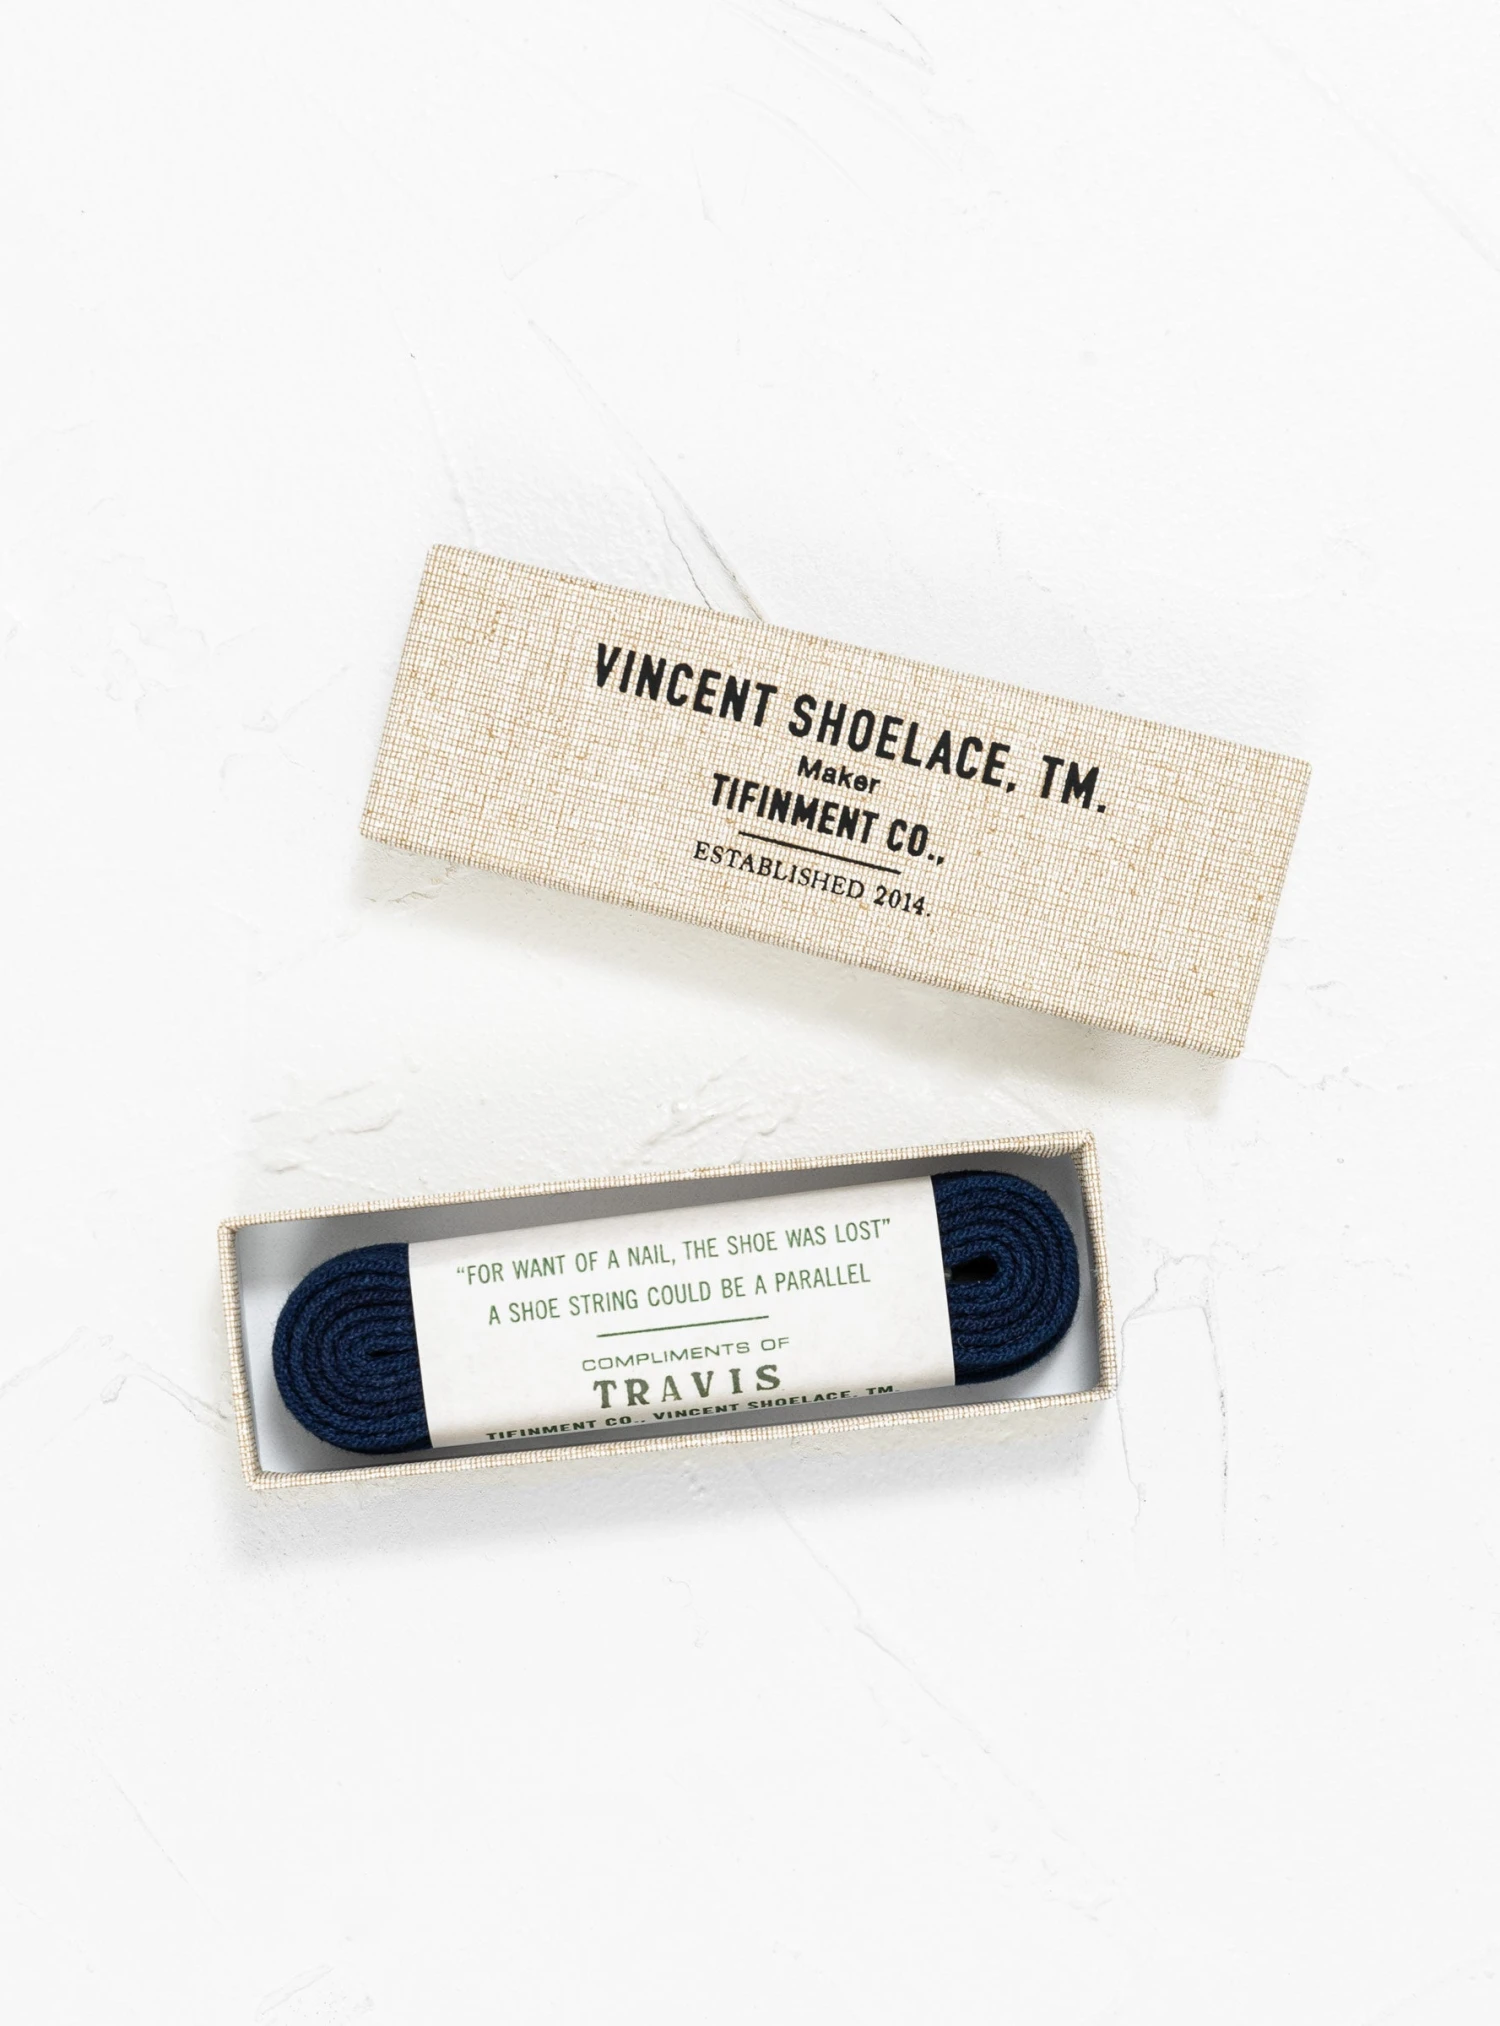 VINCENT SHOELACE, TM.
Maker
TIFINMENT CO.,
ESTABLISHED 2014.
“FOR WANT OF A NAIL, THE SHOE WAS LOST”
A SHOE STRING COULD BE A PARALLEL
COMPLIMENTS OF
TRAVIS
TIFINMENT CO., VINCENT SHOELACE, TM.